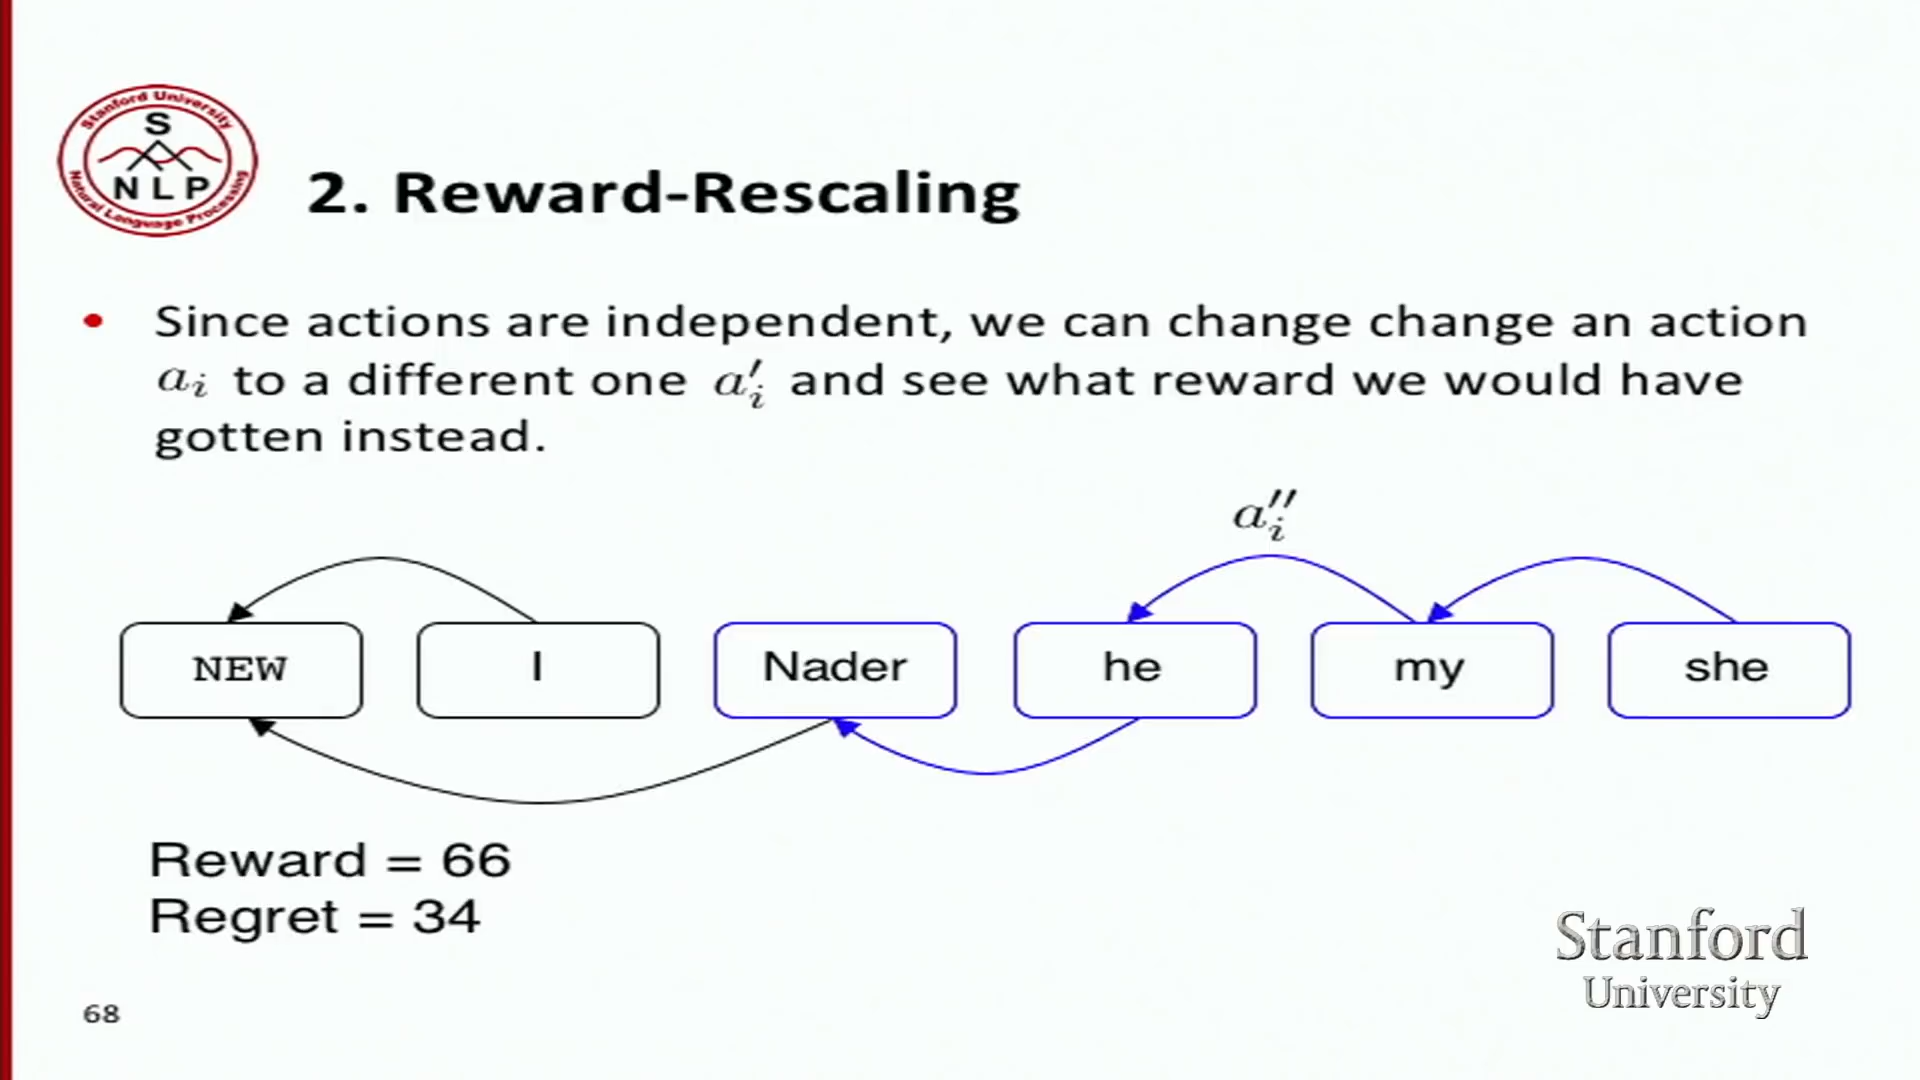 Stanford University
S
N L P
Natural Language Processing
2. Reward-Rescaling
• Since actions are independent, we can change change an action
aᵢ to a different one aᵢ′ and see what reward we would have
gotten instead.
aᵢ″
NEW I Nader he my she
Reward = 66
Regret = 34
Stanford
University
68